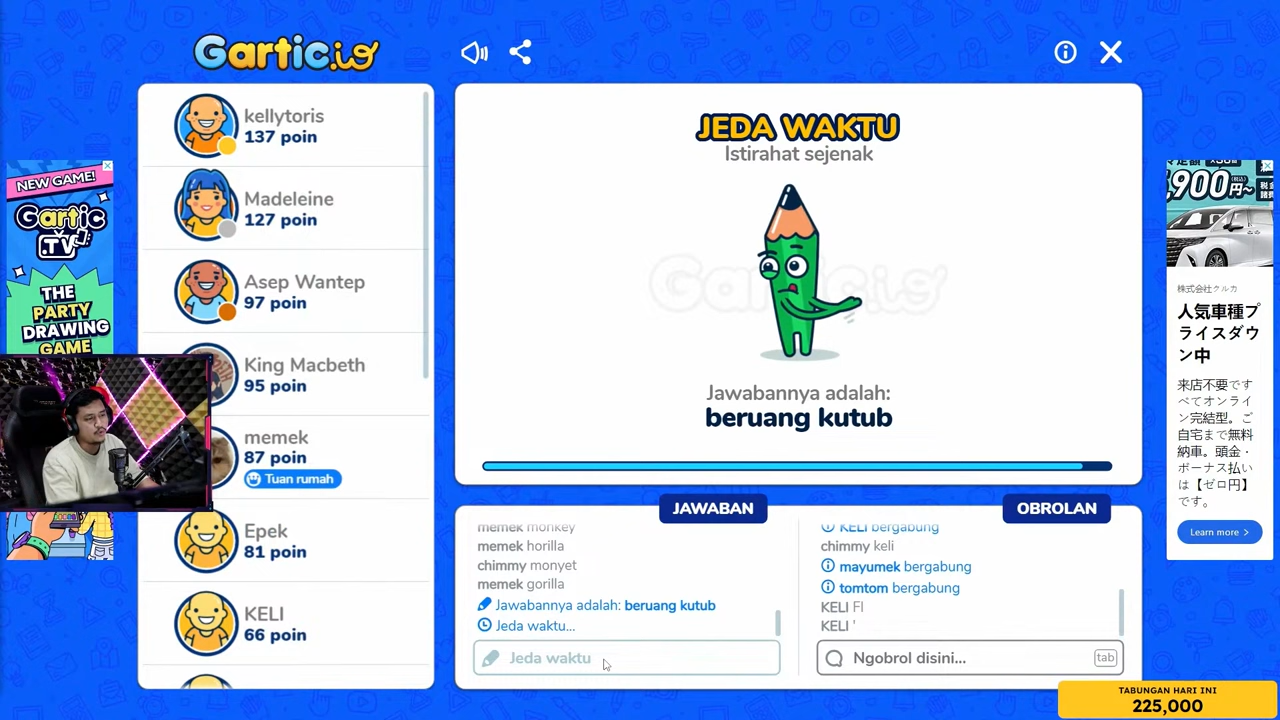 Gartic.io
kellytoris
137 poin
Madeleine
127 poin
Asep Wantep
97 poin
King Macbeth
95 poin
memek
87 poin
Tuan rumah
Epek
81 poin
KELI
66 poin
NEW GAME!
Gartic
TV
THE
PARTY
DRAWING
GAME
JEDA WAKTU
Istirahat sejenak
Gartic.io
Jawabannya adalah:
beruang kutub
JAWABAN
memek monkey
memek horilla
chimmy monyet
memek gorilla
Jawabannya adalah: beruang kutub
Jeda waktu...
Jeda waktu
OBROLAN
KELI bergabung
chimmy keli
mayumek bergabung
tomtom bergabung
KELI FI
KELI '
Ngobrol disini...
tab
,900円~
株式会社クルカ
人気車種プ
ライスダウ
ン中
来店不要です
べてオンライ
ン完結型。ご
自宅まで無料
納車。頭金・
ボーナス払い
は【ゼロ円】
です。
Learn more >
TABUNGAN HARI INI
225,000